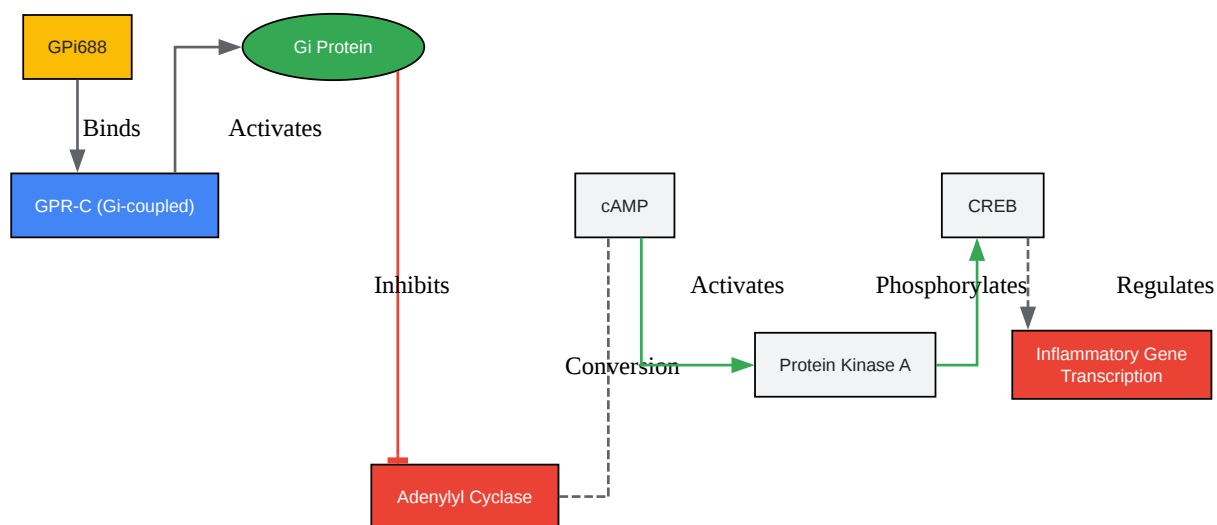 GPi688
Gi Protein
Binds
Activates
GPR-C (Gi-coupled)
cAMP
CREB
Inhibits
Activates
Phosphorylates
Regulates
Conversion
Protein Kinase A
Inflammatory Gene
Transcription
Adenylyl Cyclase